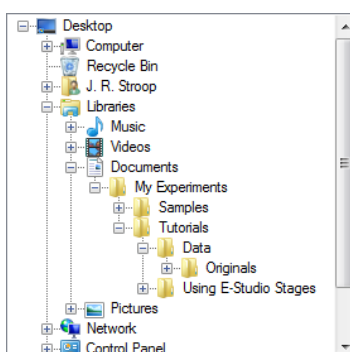 Desktop
Computer
Recycle Bin
J. R. Stroop
Libraries
Music
Videos
Documents
My Experiments
Samples
Tutorials
Data
Originals
Using E-Studio Stages
Pictures
Network
Control Panel